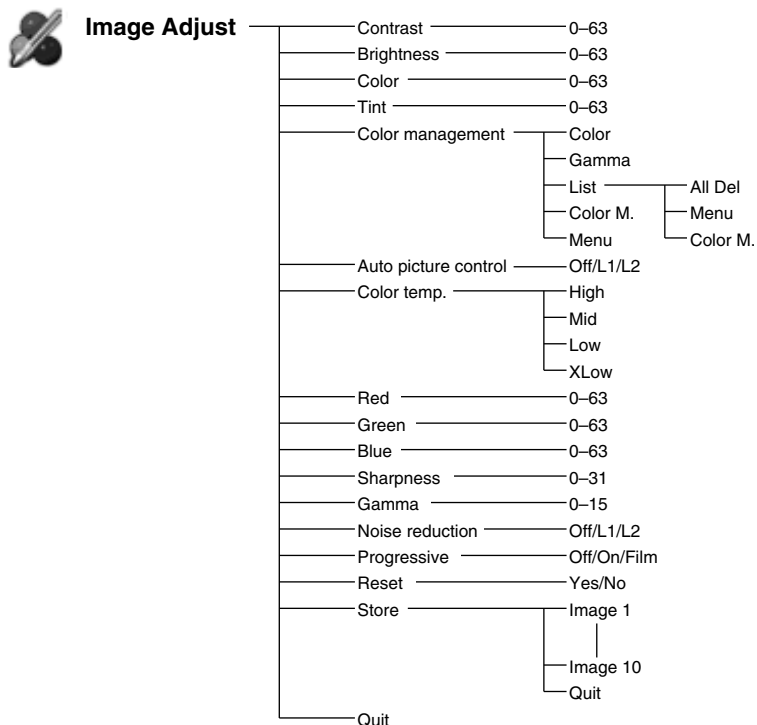 Image Adjust
Contrast 0–63
Brightness 0–63
Color 0–63
Tint 0–63
Color management Color
Gamma
List All Del
Color M. Menu
Menu Color M.
Auto picture control Off/L1/L2
Color temp. High
Mid
Low
XLow
Red 0–63
Green 0–63
Blue 0–63
Sharpness 0–31
Gamma 0–15
Noise reduction Off/L1/L2
Progressive Off/On/Film
Reset Yes/No
Store Image 1
Image 10
Quit
Quit